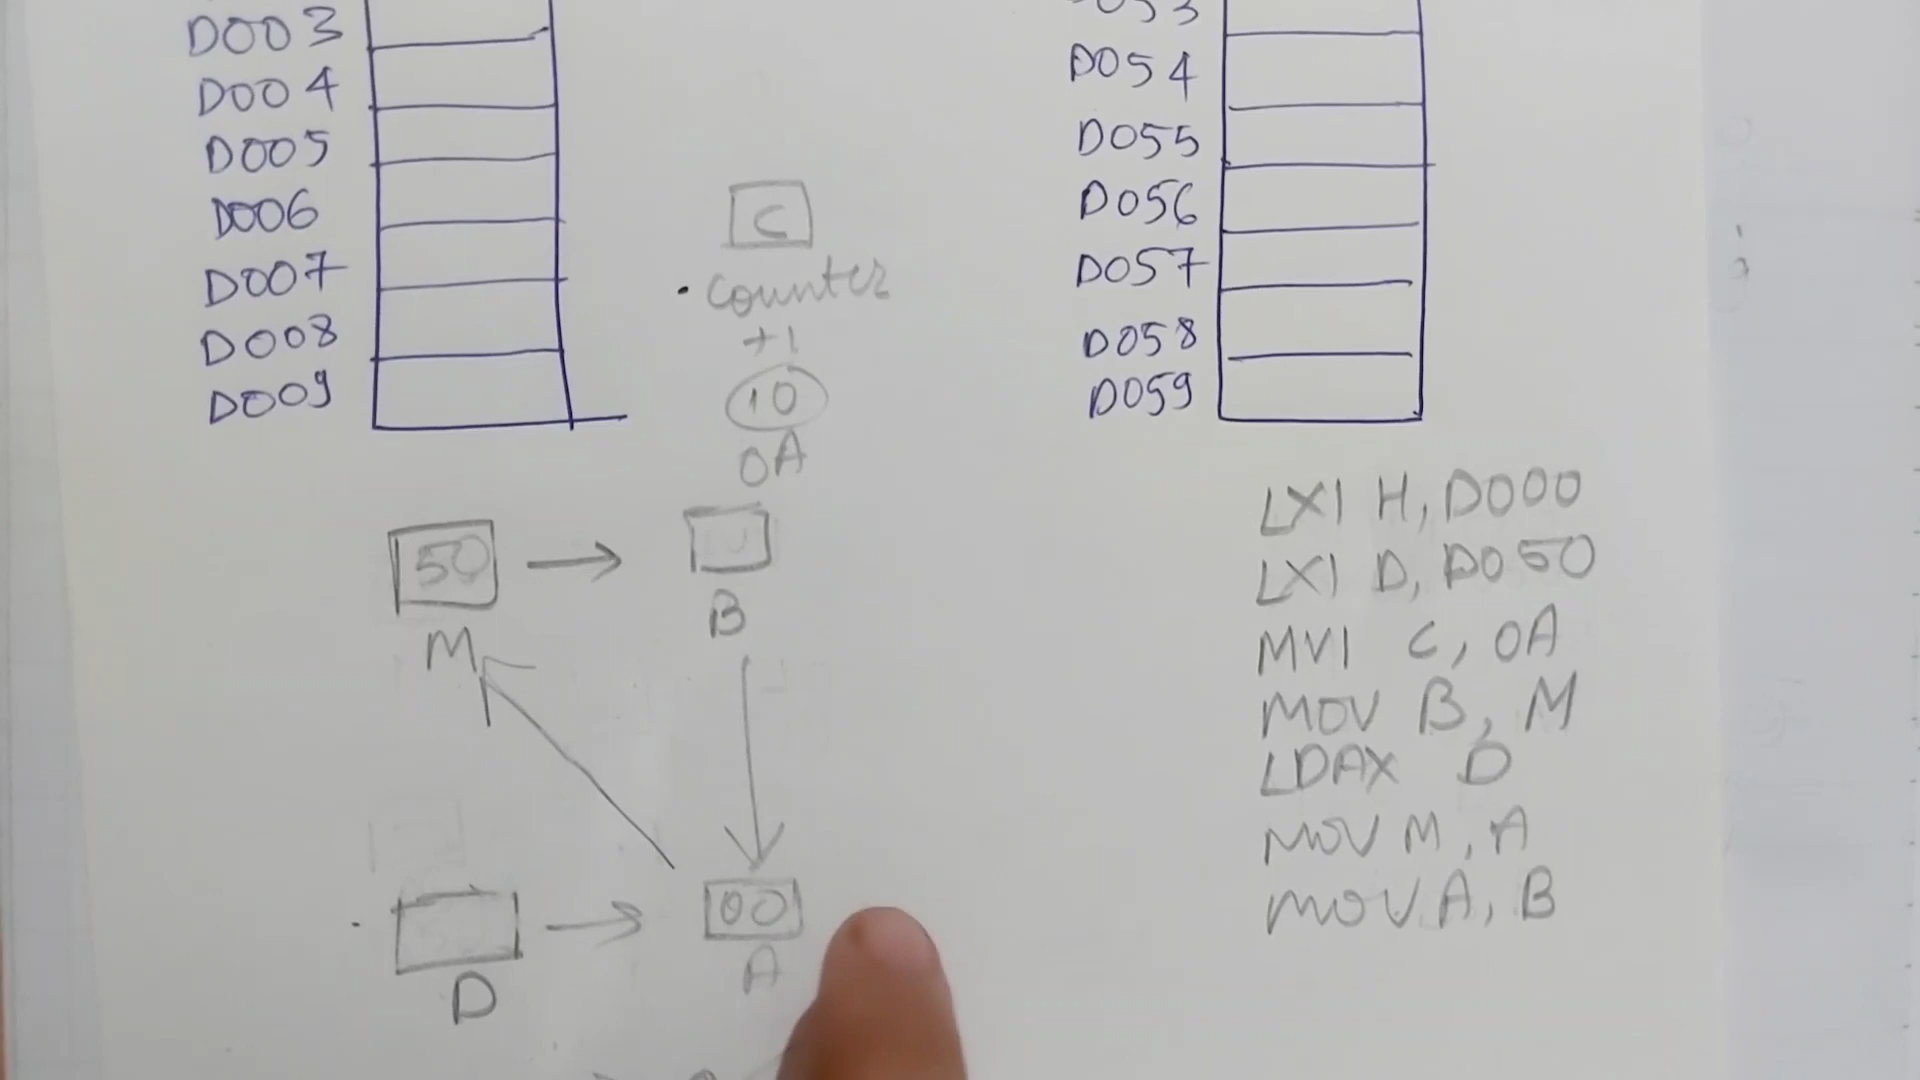 D003
D004
D005
D006
D007
D008
D009
D053
D054
D055
D056
D057
D058
D059
C
counter
+1
10
0A
50
M
B
D
00
A
LXI H, D000
LXI D, D050
MVI C, 0A
MOV B, M
LDAX D
MOV M, A
MOV A, B